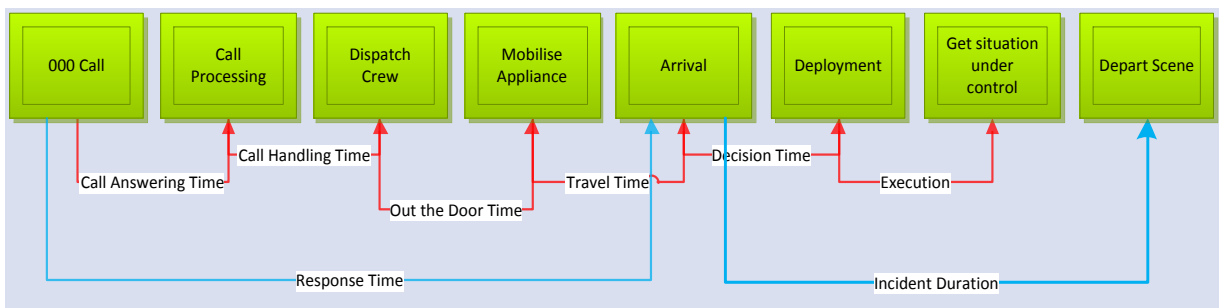 000 Call
Call
Processing
Dispatch
Crew
Mobilise
Appliance
Arrival
Deployment
Get situation
under
control
Depart Scene
Call Handling Time
Decision Time
Call Answering Time
Travel Time
Execution
Out the Door Time
Response Time
Incident Duration